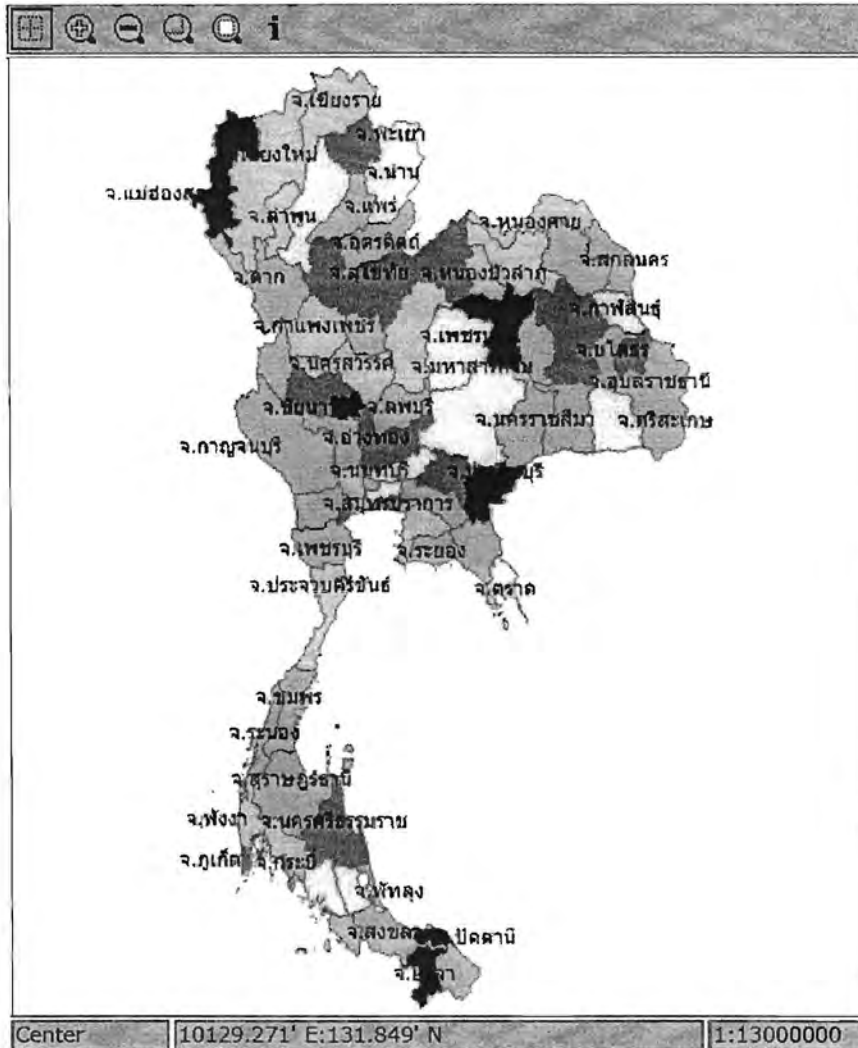 i
จ.เชียงราย
จ.พะเยา
ยงใหม่
จ.น่าน
จ.แม่ฮ่องส
จ.ลำพูน
จ.แพร่
จ.หนองคาย
จ.อุตรดิตถ์
จ.สกลนคร
จ.ตาก
จ.สุโขทัย
จ.หนองบัวลำภู
จ.กาฬสินธุ์
จ.กำแพงเพชร
จ.เพชรบ
จ.ยโสธร
จ.นครสวรรค์
จ.มหาสารคาม
จ.อุบลราชธานี
จ.ชัยนา
จ.ลพบุรี
จ.นครราชสีมา
จ.ศรีสะเกษ
จ.กาญจนบุรี
จ.อ่างทอง
จ.นนทบุรี
จ.สมุทรปราการ
จ.เพชรบุรี
จ.ระยอง
จ.ประจวบคีรีขันธ์
จ.ตราด
จ.ชุมพร
จ.ระนอง
จ.สุราษฎร์ธานี
จ.พังงา
จ.นครศรีธรรมราช
จ.ภูเก็ต
จ.กระบี่
จ.พัทลุง
จ.สงขลา
ปัตตานี
Center
10129.271' E:131.849' N
1:13000000